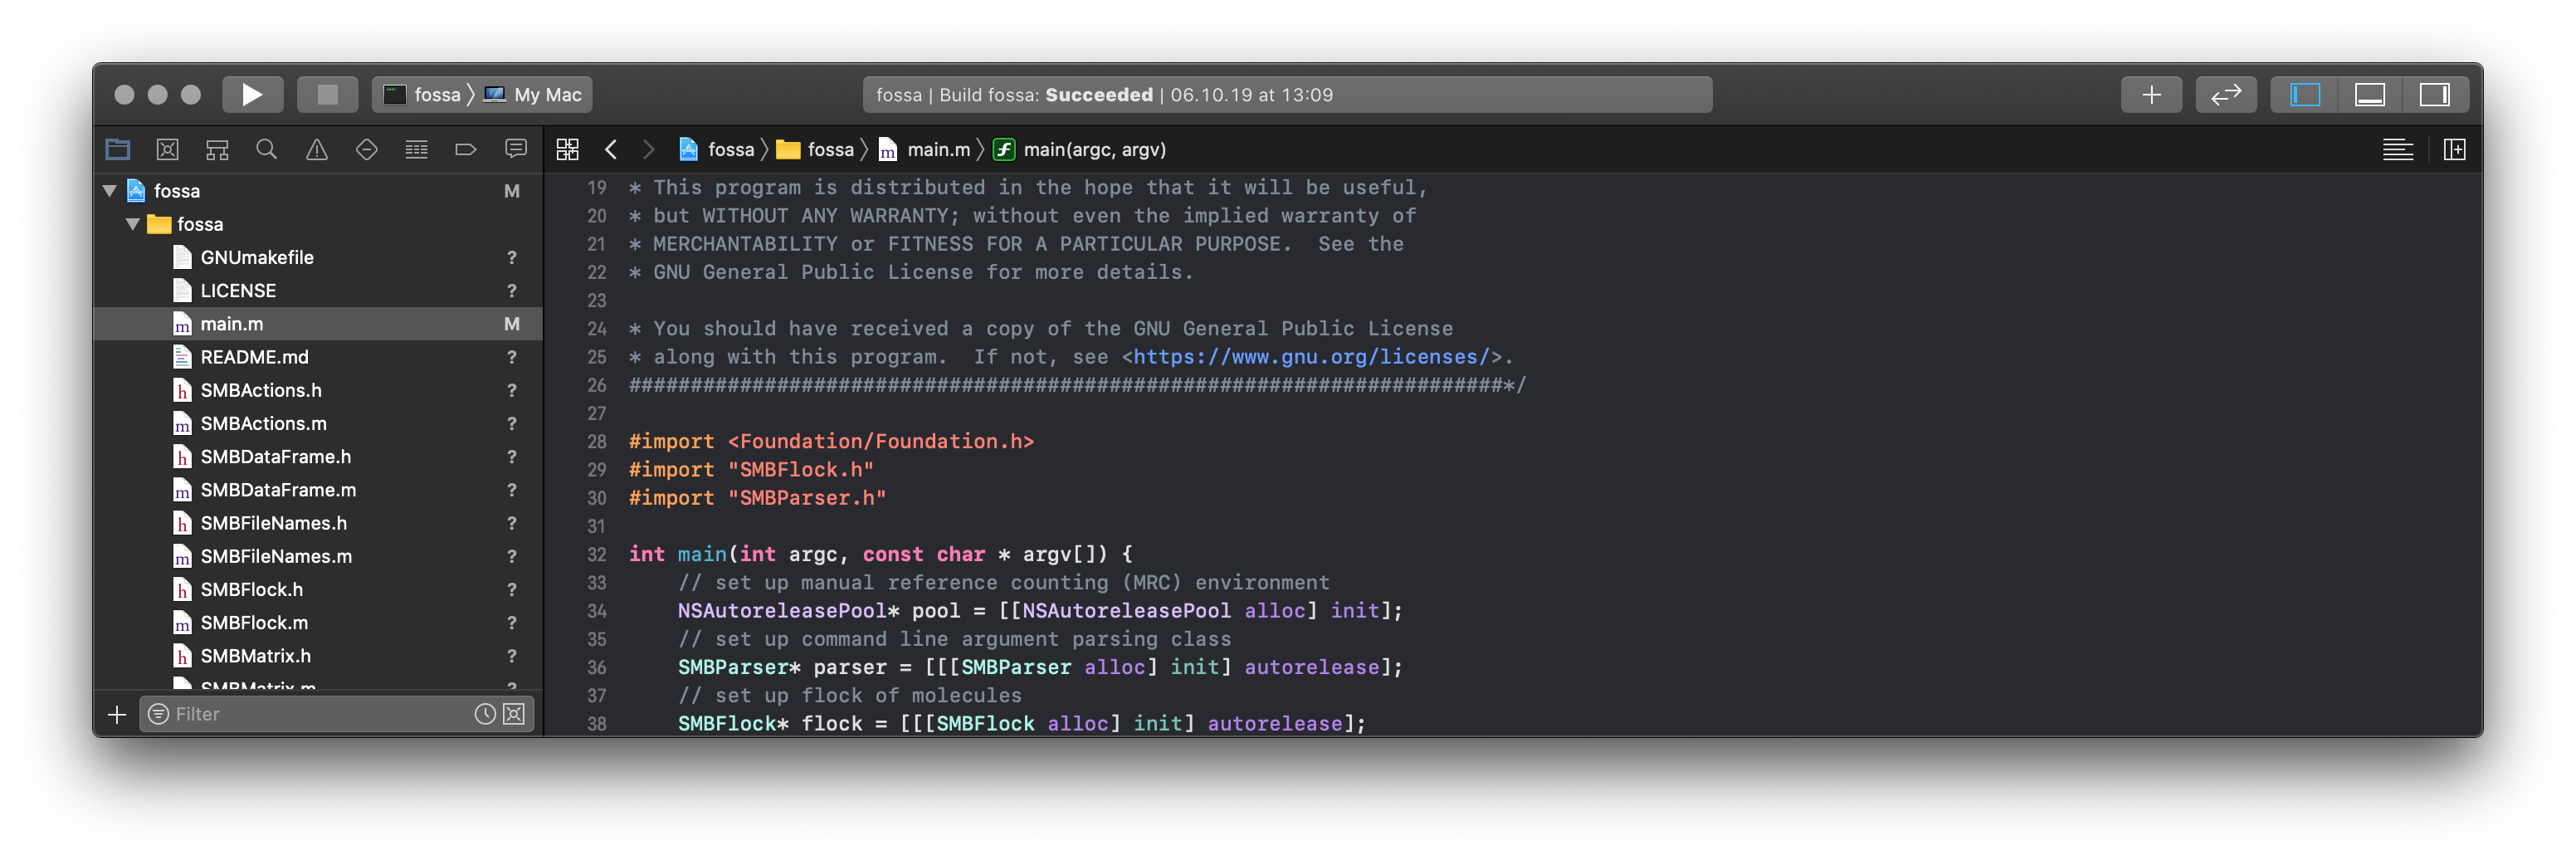 fossa 〉 My Mac
fossa | Build fossa: Succeeded | 06.10.19 at 13:09
fossa 〉 fossa 〉 main.m 〉 main(argc, argv)
fossa M
fossa
GNUmakefile ?
LICENSE ?
main.m M
README.md ?
SMBActions.h ?
SMBActions.m ?
SMBDataFrame.h ?
SMBDataFrame.m ?
SMBFileNames.h ?
SMBFileNames.m ?
SMBFlock.h ?
SMBFlock.m ?
SMBMatrix.h ?
SMBMatrix.m ?
Filter
19 * This program is distributed in the hope that it will be useful,
20 * but WITHOUT ANY WARRANTY; without even the implied warranty of
21 * MERCHANTABILITY or FITNESS FOR A PARTICULAR PURPOSE.  See the
22 * GNU General Public License for more details.
23
24 * You should have received a copy of the GNU General Public License
25 * along with this program.  If not, see <https://www.gnu.org/licenses/>.
26 #######################################################################*/
27
28 #import <Foundation/Foundation.h>
29 #import "SMBFlock.h"
30 #import "SMBParser.h"
31
32 int main(int argc, const char * argv[]) {
33     // set up manual reference counting (MRC) environment
34     NSAutoreleasePool* pool = [[NSAutoreleasePool alloc] init];
35     // set up command line argument parsing class
36     SMBParser* parser = [[[SMBParser alloc] init] autorelease];
37     // set up flock of molecules
38     SMBFlock* flock = [[[SMBFlock alloc] init] autorelease];